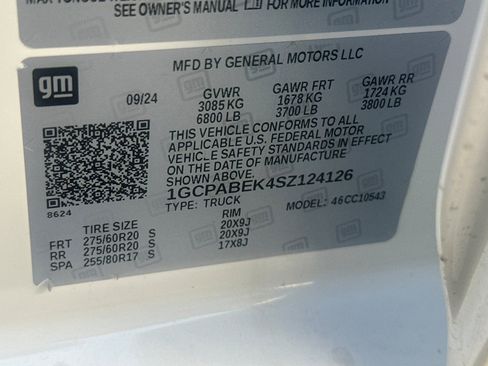 SEE OWNER'S MANUAL FOR MORE INFORMATION
gm
MFD BY GENERAL MOTORS LLC
09/24 GVWR GAWR FRT GAWR RR
3085 KG 1678 KG 1724 KG
6800 LB 3700 LB 3800 LB
THIS VEHICLE CONFORMS TO ALL
APPLICABLE U.S. FEDERAL MOTOR
VEHICLE SAFETY STANDARDS IN EFFECT
ON THE DATE OF MANUFACTURE
SHOWN ABOVE.
1GCPABEK4SZ124126
8624
TYPE: TRUCK MODEL: 46CC10543
TIRE SIZE RIM
FRT 275/60R20 S 20X9J
RR 275/60R20 S 20X9J
SPA 255/80R17 S 17X8J